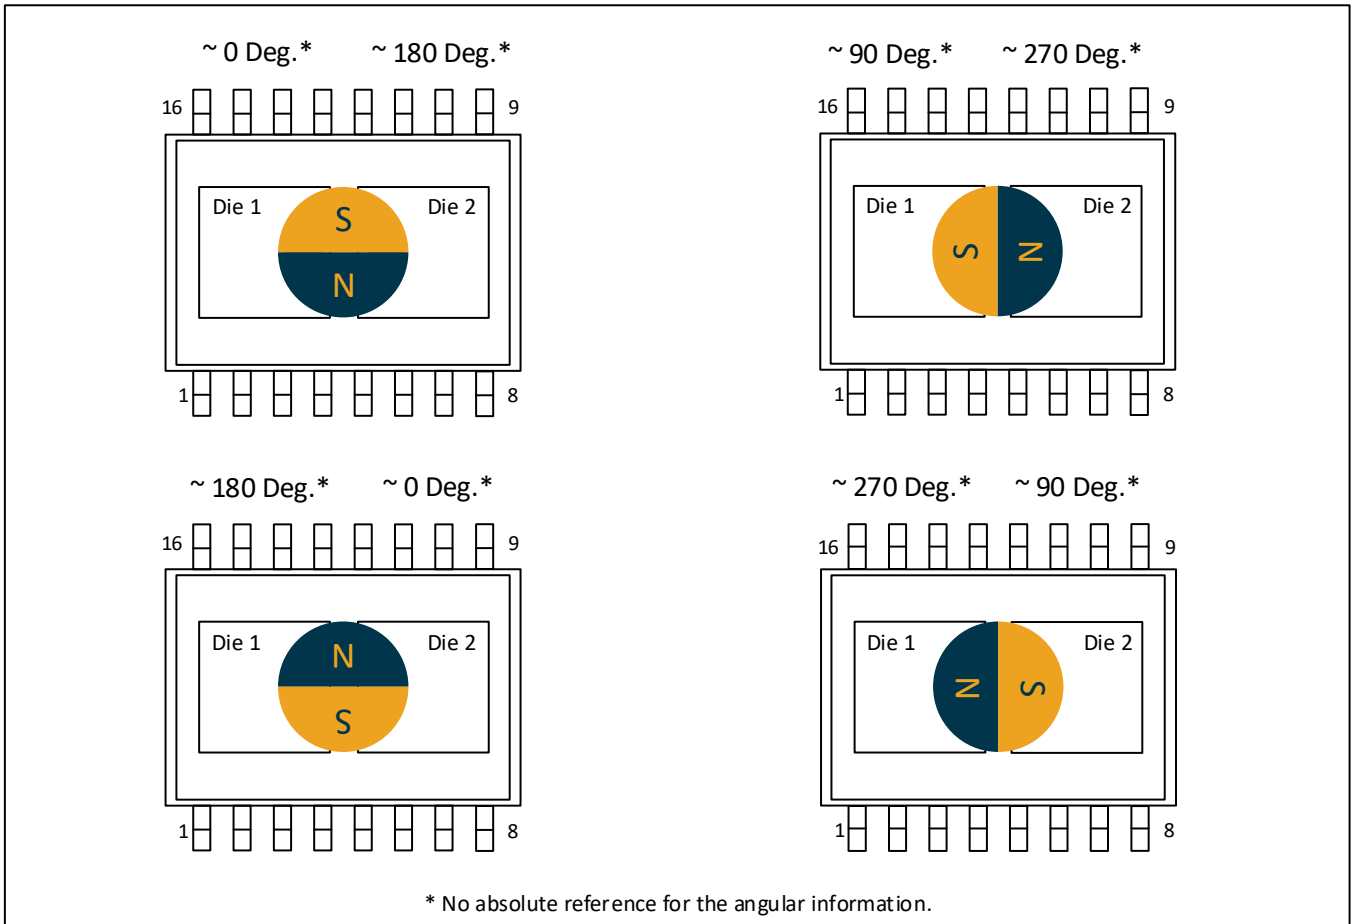 ~ 0 Deg.* ~ 180 Deg.*
16 9
Die 1 S Die 2
N
1 8
~ 90 Deg.* ~ 270 Deg.*
16 9
Die 1 Die 2
S N
1 8
~ 180 Deg.* ~ 0 Deg.*
16 9
Die 1 N Die 2
S
1 8
~ 270 Deg.* ~ 90 Deg.*
16 9
Die 1 Die 2
N S
1 8
* No absolute reference for the angular information.